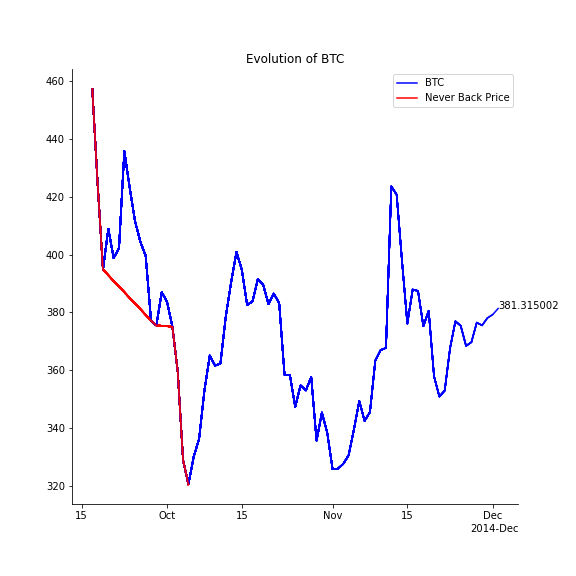 Evolution of BTC
BTC
Never Back Price
460
440
420
400
380
360
340
320
381.315002
15
Oct
15
Nov
15
Dec
2014-Dec